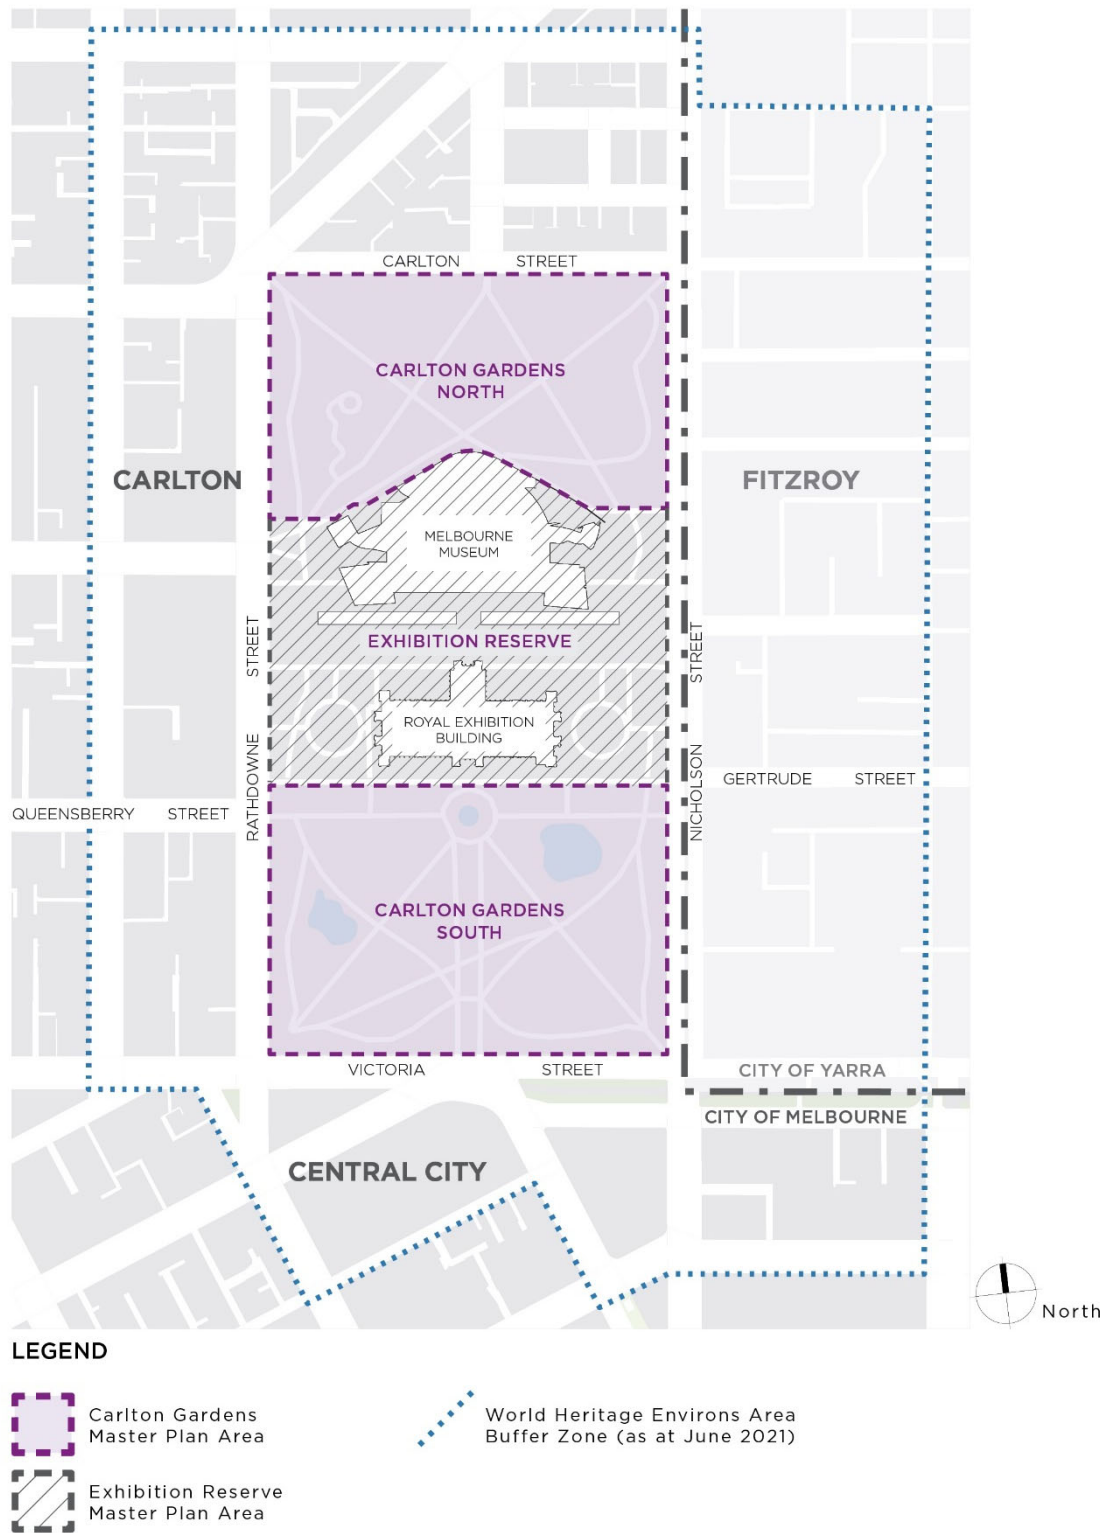 CARLTON STREET
CARLTON GARDENS
NORTH
CARLTON
FITZROY
MELBOURNE
MUSEUM
EXHIBITION RESERVE
RATHDOWNE STREET
NICHOLSON STREET
ROYAL EXHIBITION
BUILDING
GERTRUDE STREET
QUEENSBERRY STREET
CARLTON GARDENS
SOUTH
VICTORIA STREET
CITY OF YARRA
CITY OF MELBOURNE
CENTRAL CITY
North
LEGEND
Carlton Gardens
Master Plan Area
World Heritage Environs Area
Buffer Zone (as at June 2021)
Exhibition Reserve
Master Plan Area